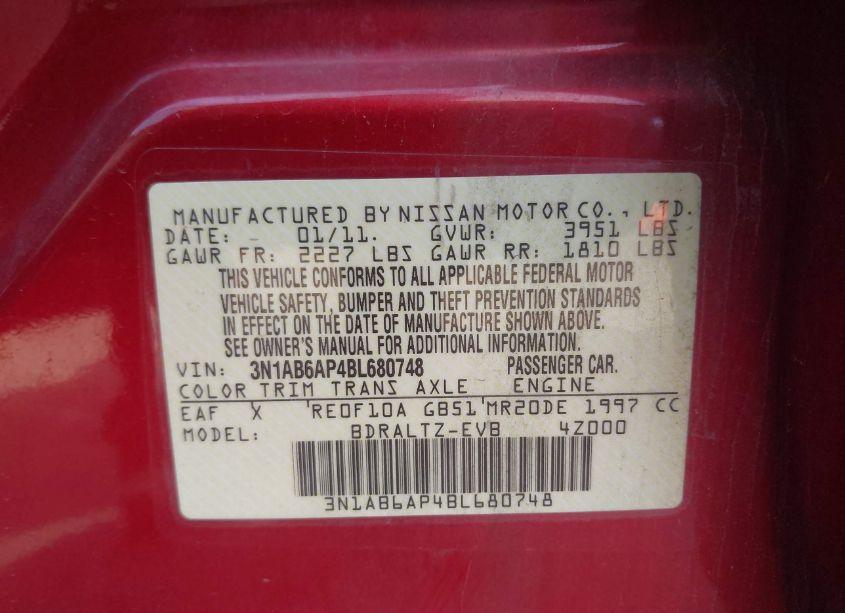 MANUFACTURED BY NISSAN MOTOR CO., LTD.
DATE: 01/11. GVWR: 3951 LBS
GAWR FR: 2227 LBS GAWR RR: 1810 LBS
THIS VEHICLE CONFORMS TO ALL APPLICABLE FEDERAL MOTOR
VEHICLE SAFETY, BUMPER AND THEFT PREVENTION STANDARDS
IN EFFECT ON THE DATE OF MANUFACTURE SHOWN ABOVE.
SEE OWNER'S MANUAL FOR ADDITIONAL INFORMATION.
VIN: 3N1AB6AP4BL680748 PASSENGER CAR.
COLOR TRIM TRANS AXLE ENGINE
EAF X RE0F10A GB51 MR20DE 1997 CC
MODEL: BDRALTZ-EVB 4Z000
3N1AB6AP4BL680748